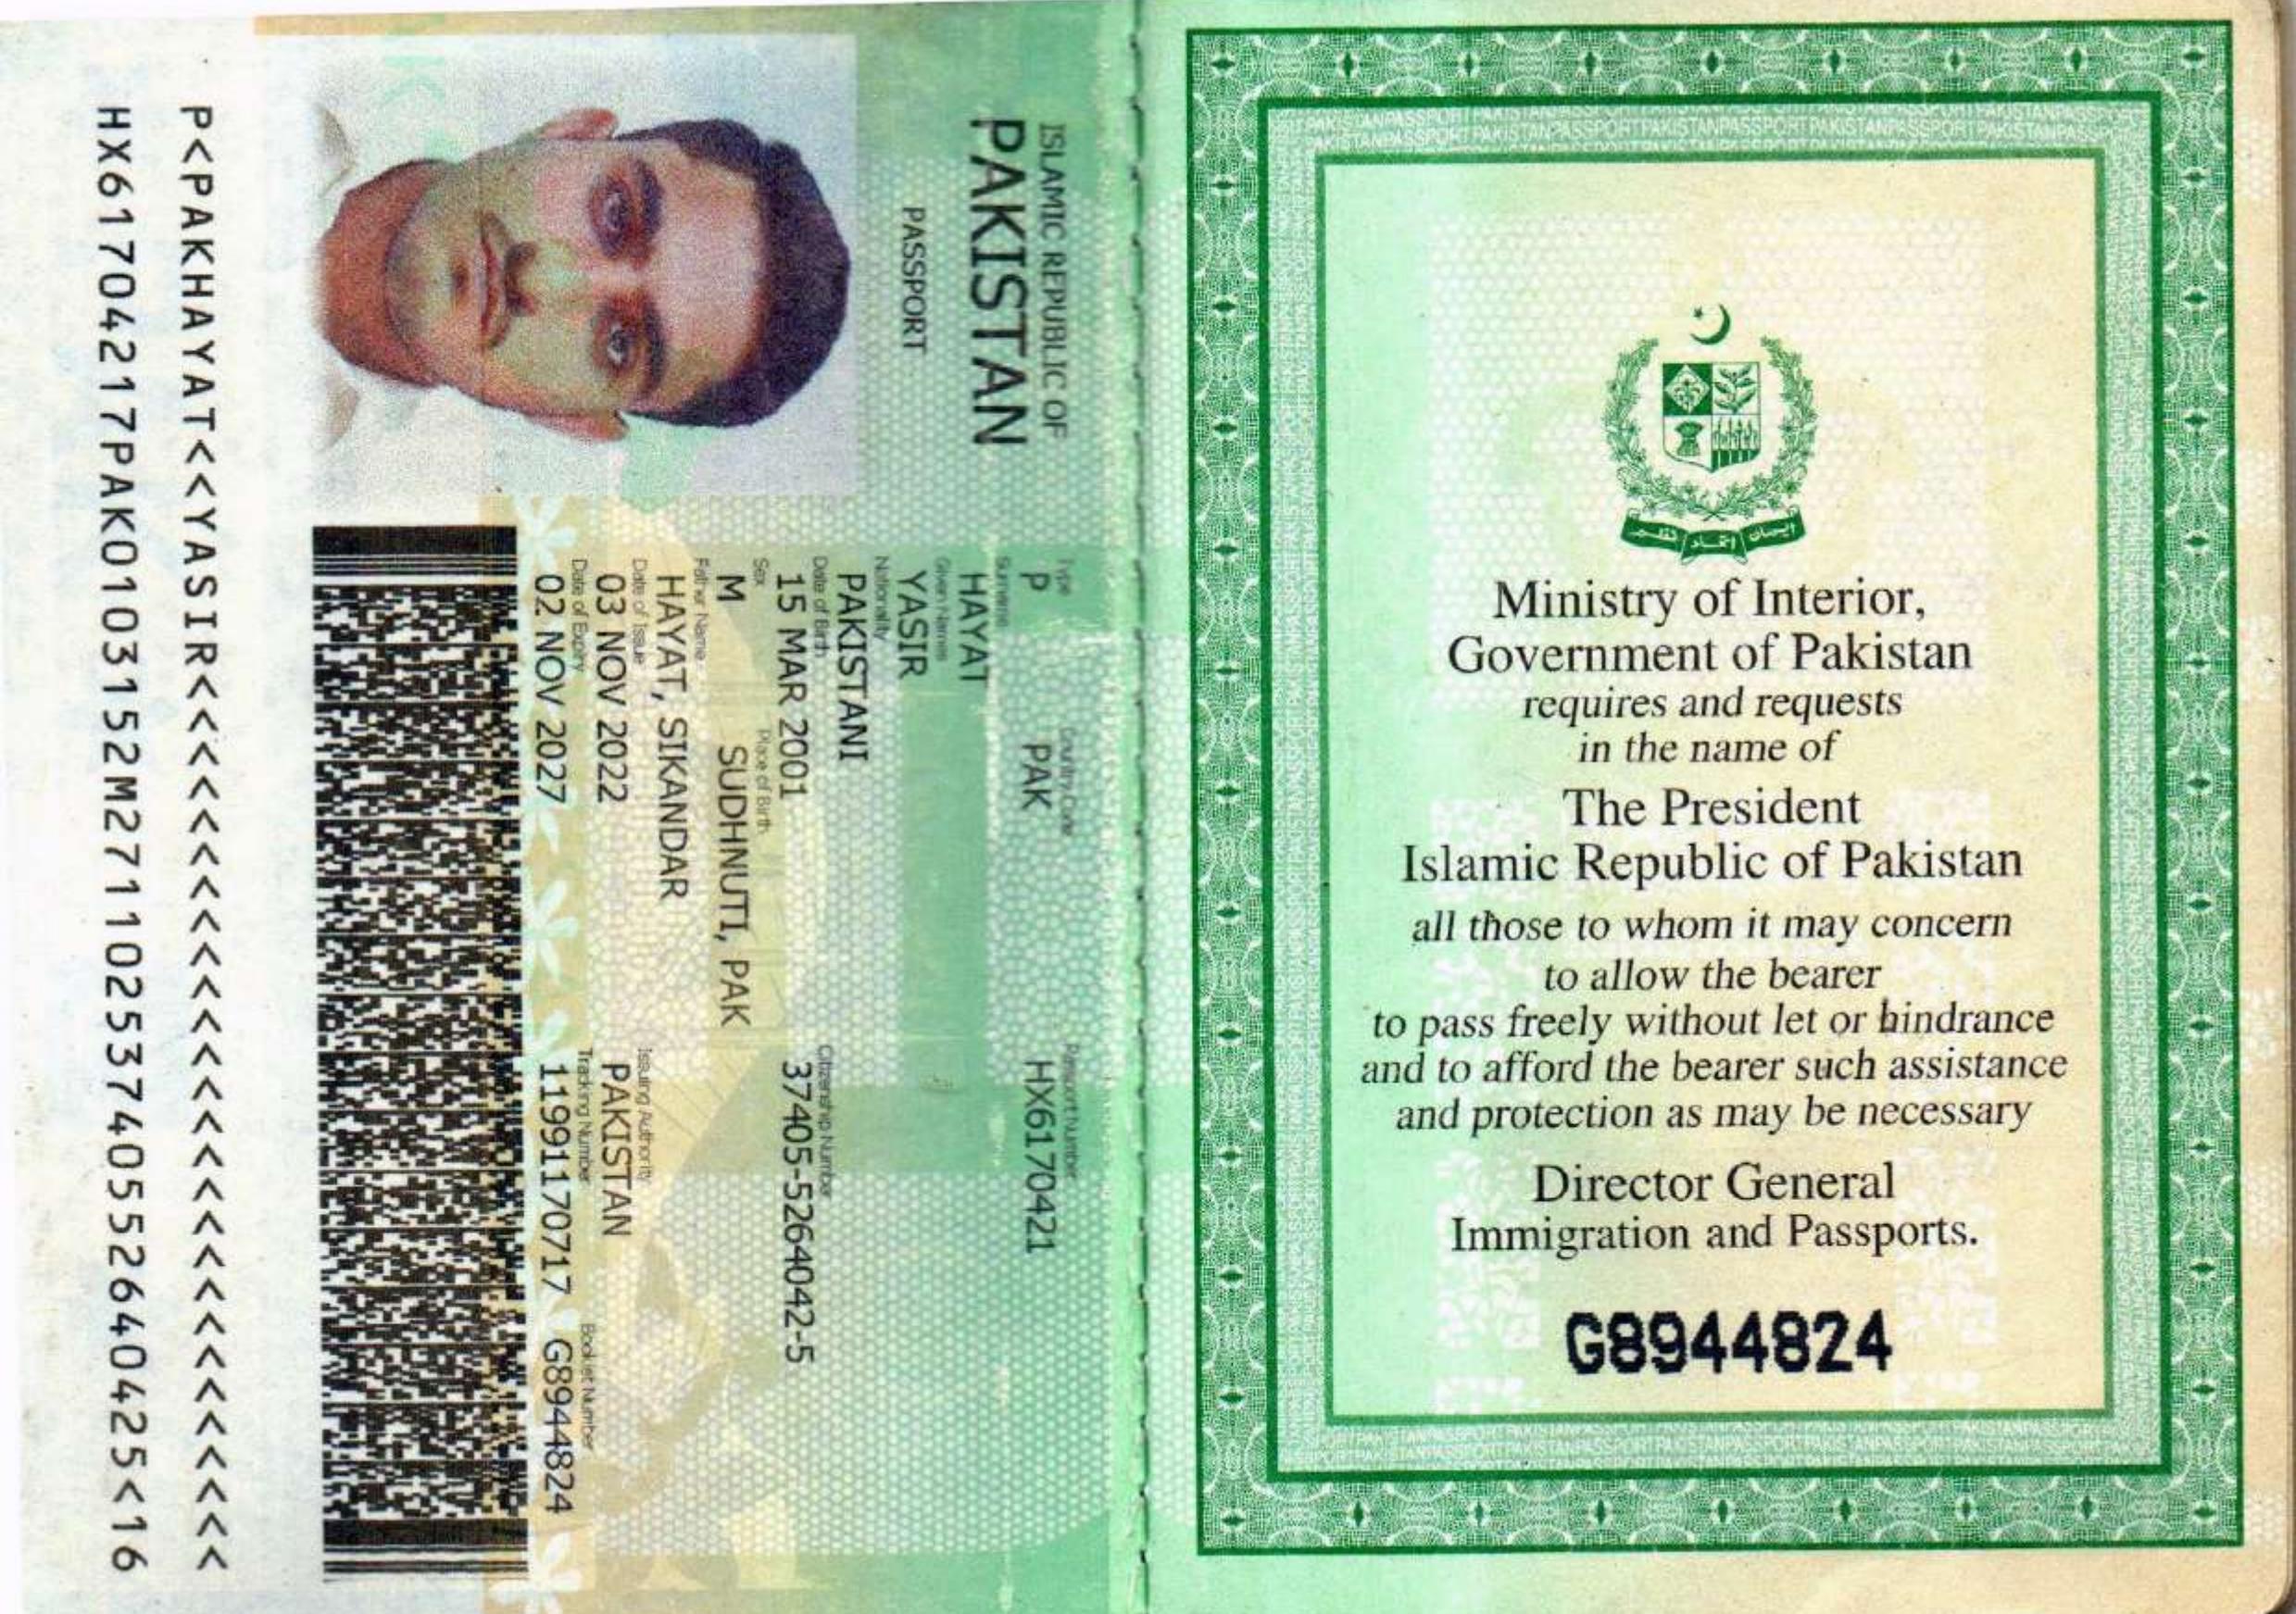 Ministry of Interior,
Government of Pakistan
requires and requests
in the name of
The President
Islamic Republic of Pakistan
all those to whom it may concern
to allow the bearer
to pass freely without let or hindrance
and to afford the bearer such assistance
and protection as may be necessary
Director General
Immigration and Passports.
G8944824
ISLAMIC REPUBLIC OF
PAKISTAN
PASSPORT
Type Country Code Passport Number
P PAK HX6170421
Surname
HAYAT
Given Names
YASIR
Nationality
PAKISTANI
Date of Birth Citizenship Number
15 MAR 2001 37405-5264042-5
Sex Place of Birth
M SUDHNUTI, PAK
Father Name
HAYAT, SIKANDAR
Date of Issue Issuing Authority
03 NOV 2022 PAKISTAN
Date of Expiry Tracking Number Booklet Number
02 NOV 2027 11991170717 G8944824
P<PAKHAYAT<<YASIR<<<<<<<<<<<<<<<<<<<<<<<<<<<
HX61704217PAK0103152M27110253740552640425<16